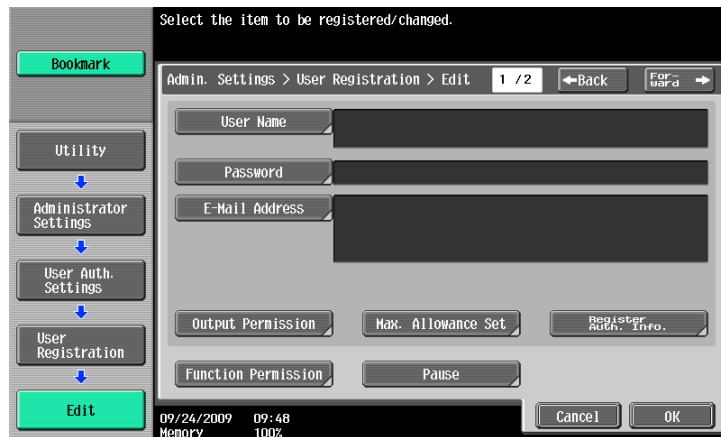 Select the item to be registered/changed.
Bookmark
Admin. Settings > User Registration > Edit
1 /2
←Back
For-
ward →
User Name
Password
E-Mail Address
Utility
Administrator
Settings
User Auth.
Settings
User
Registration
Edit
Output Permission
Max. Allowance Set
Register
Auth. Info.
Function Permission
Pause
09/24/2009 09:48
Memory 100%
Cancel
OK